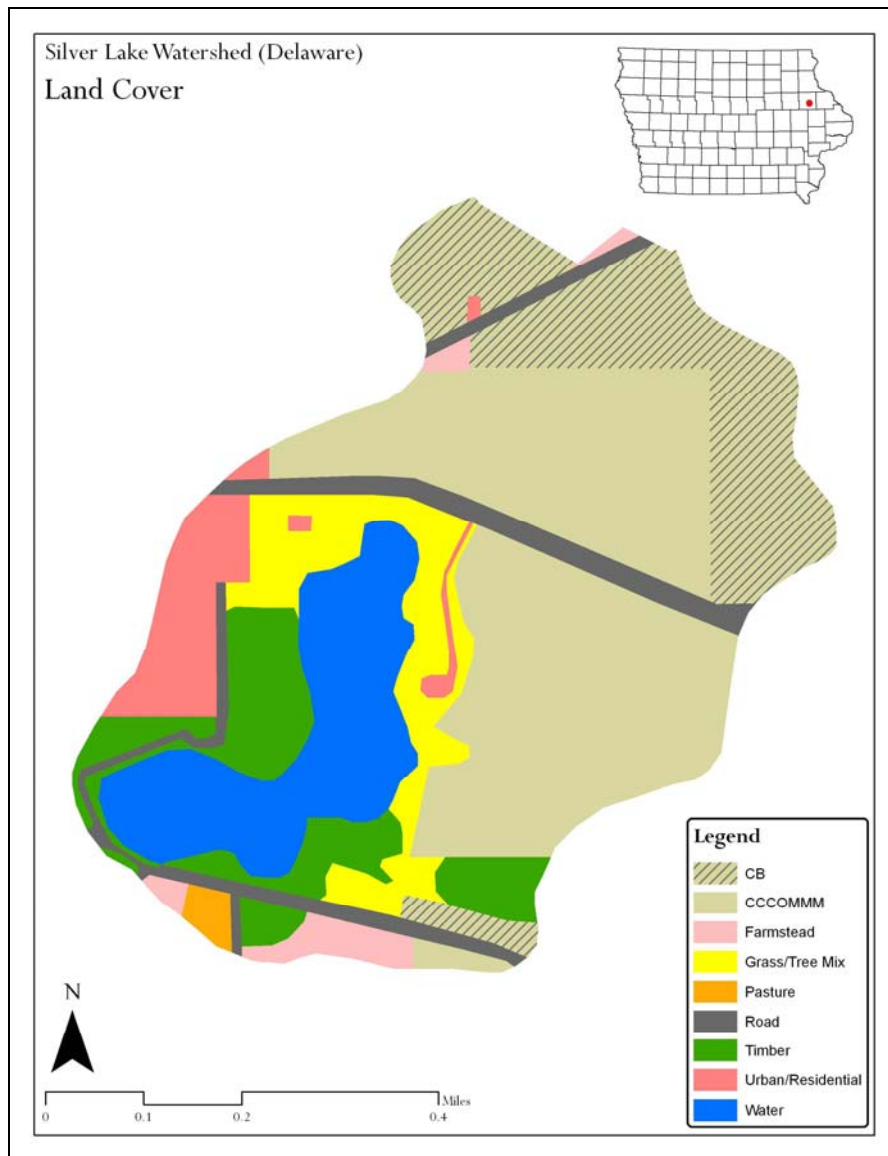 Silver Lake Watershed (Delaware)
Land Cover
Legend
CB
CCCOMMM
Farmstead
Grass/Tree Mix
Pasture
Road
Timber
Urban/Residential
Water
N
Miles
0 0.1 0.2 0.4